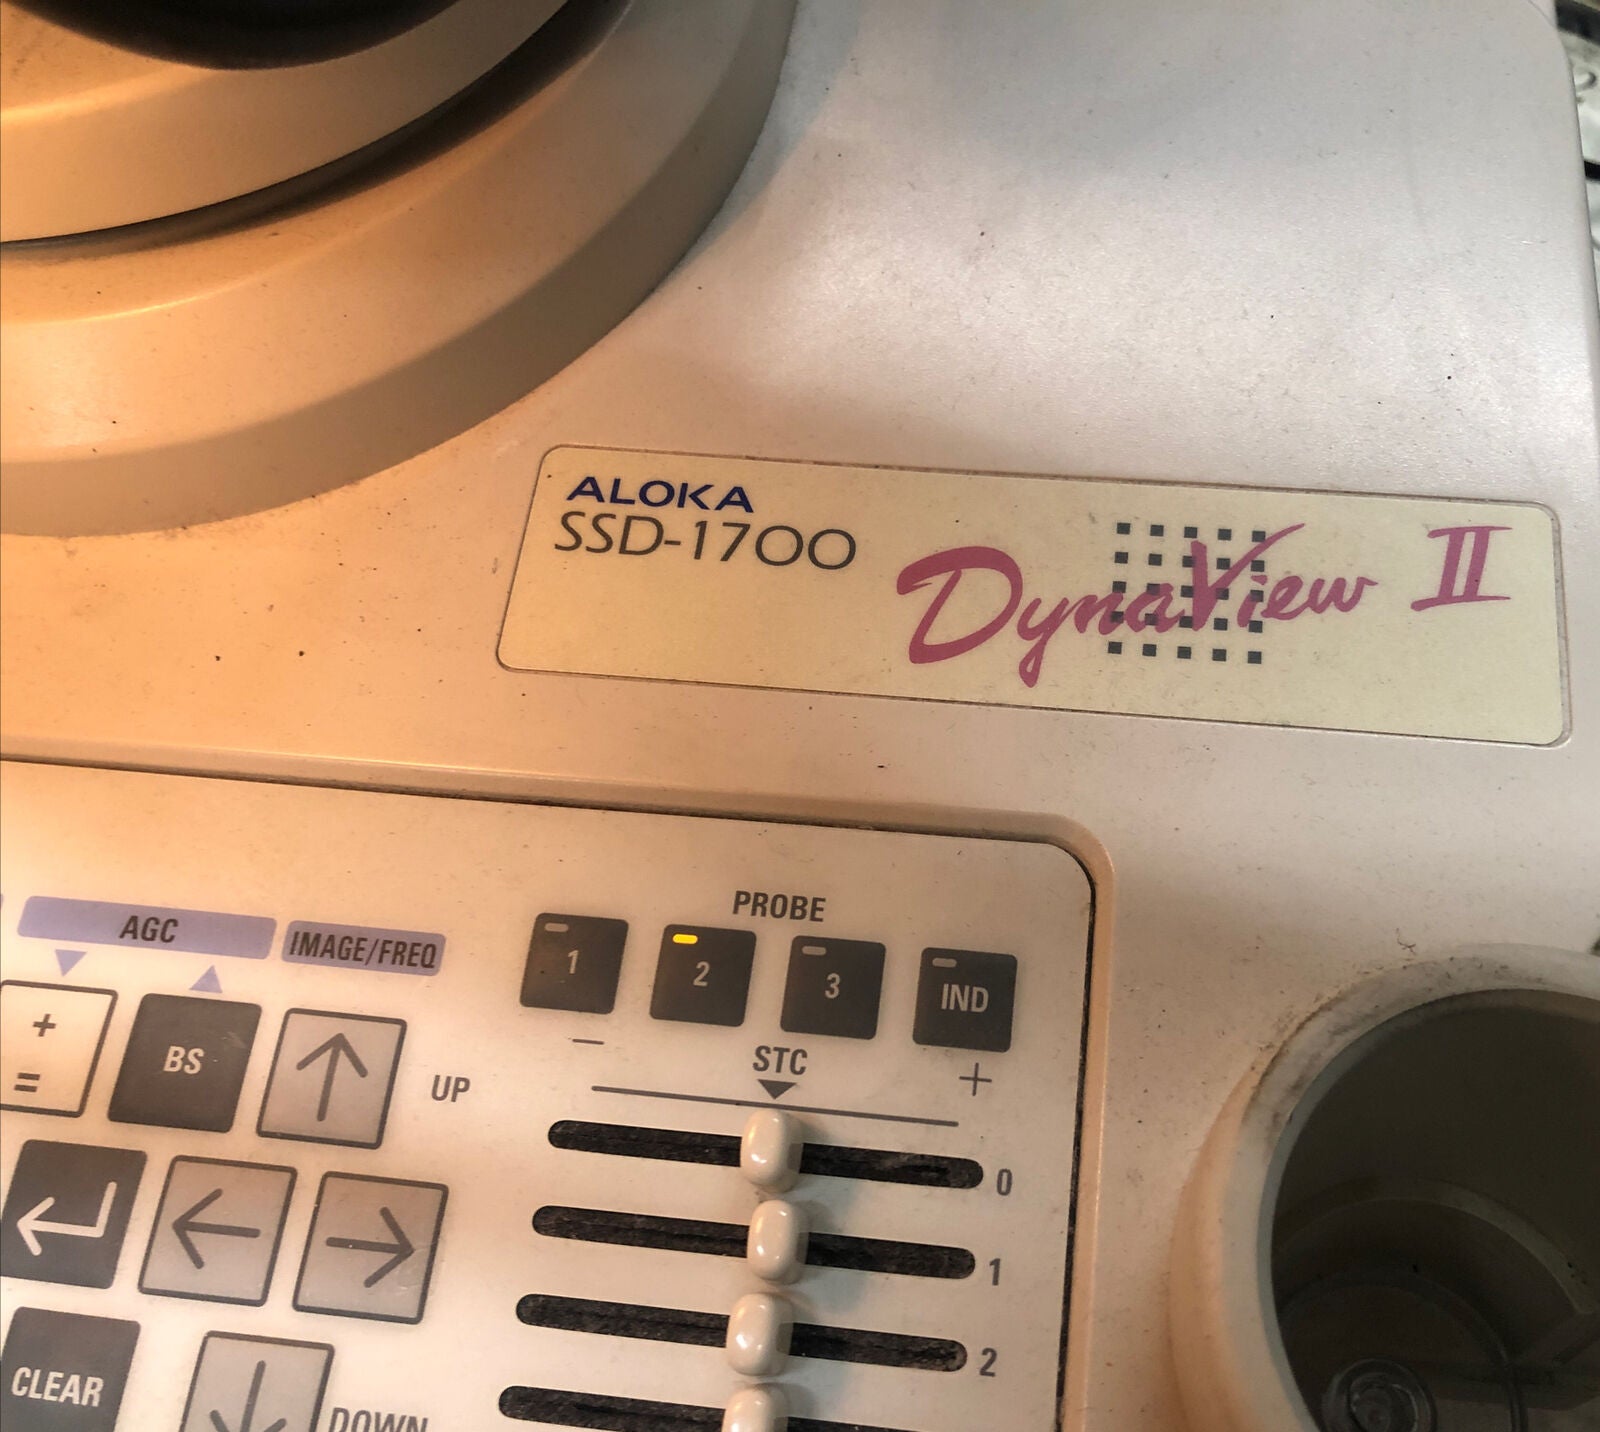 ALOKA
SSD-1700
DynaView II
PROBE
AGC
IMAGE/FREQ
1
2
3
IND
+
=
BS
UP
−
STC
+
0
1
2
CLEAR
DOWN